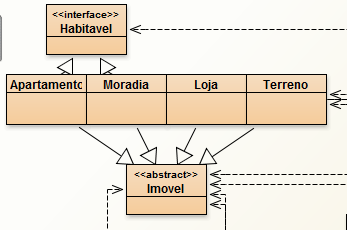 <<interface>>
Habitavel
Apartamento Moradia Loja Terreno
<<abstract>>
Imovel